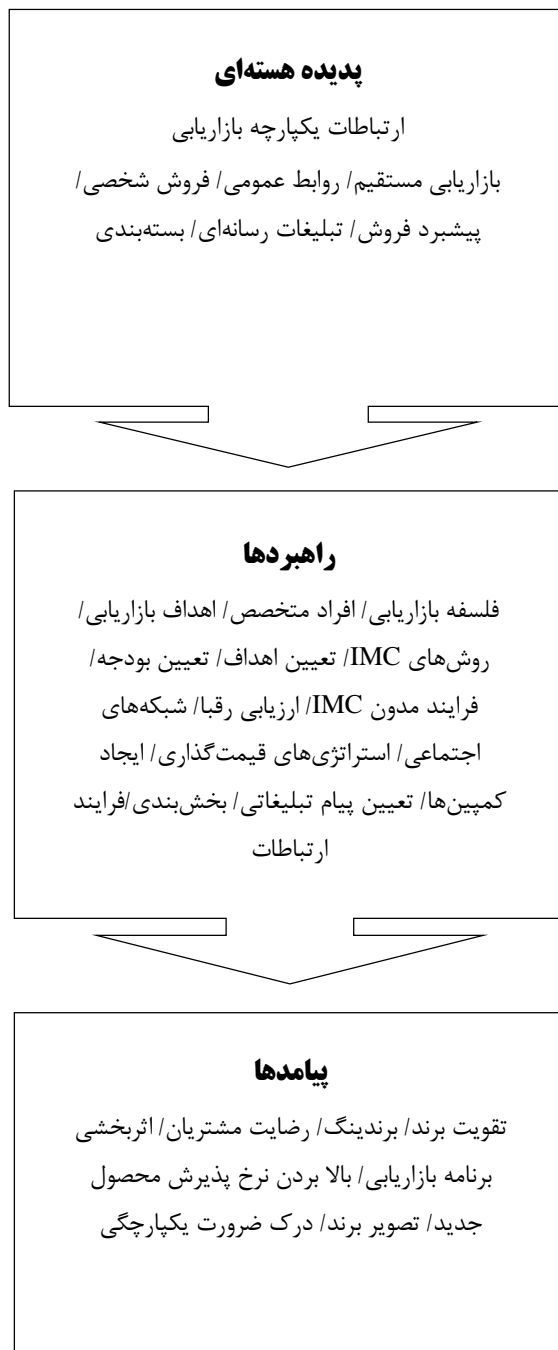 پدیده هسته‌ای
ارتباطات یکپارچه بازاریابی
بازاریابی مستقیم/ روابط عمومی/ فروش شخصی/
پیشبرد فروش/ تبلیغات رسانه‌ای/ بسته‌بندی
راهبردها
فلسفه بازاریابی/ افراد متخصص/ اهداف بازاریابی/
روش‌های IMC/ تعیین اهداف/ تعیین بودجه/
فرایند مدون IMC/ ارزیابی رقبا/ شبکه‌های
اجتماعی/ استراتژی‌های قیمت‌گذاری/ ایجاد
کمپین‌ها/ تعیین پیام تبلیغاتی/ بخش‌بندی/فرایند
ارتباطات
پیامدها
تقویت برند/ برندینگ/ رضایت مشتریان/ اثربخشی
برنامه بازاریابی/ بالا بردن نرخ پذیرش محصول
جدید/ تصویر برند/ درک ضرورت یکپارچگی